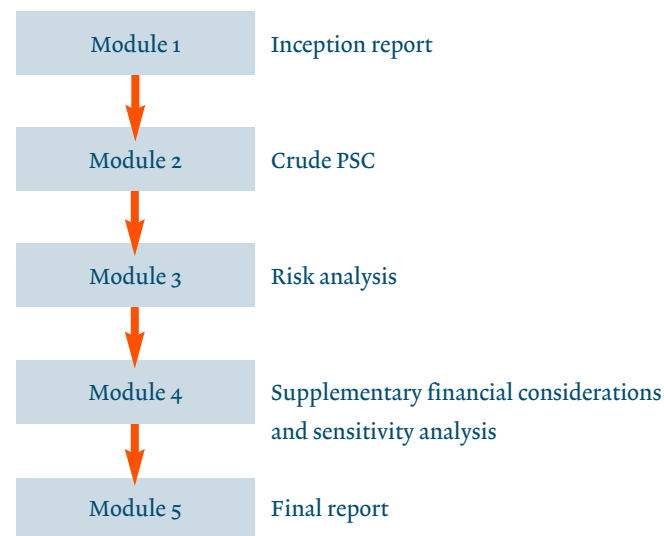 Module 1 Inception report
Module 2 Crude PSC
Module 3 Risk analysis
Module 4 Supplementary financial considerations
and sensitivity analysis
Module 5 Final report